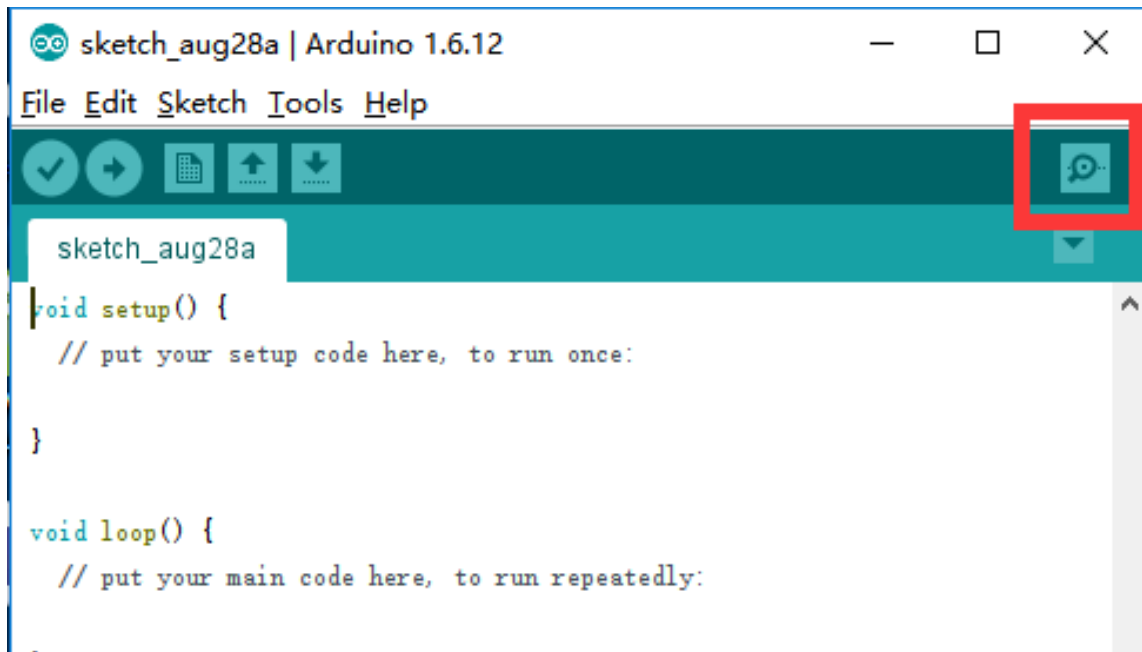 sketch_aug28a | Arduino 1.6.12
File Edit Sketch Tools Help
sketch_aug28a
void setup() {
  // put your setup code here, to run once:
}
void loop() {
  // put your main code here, to run repeatedly: